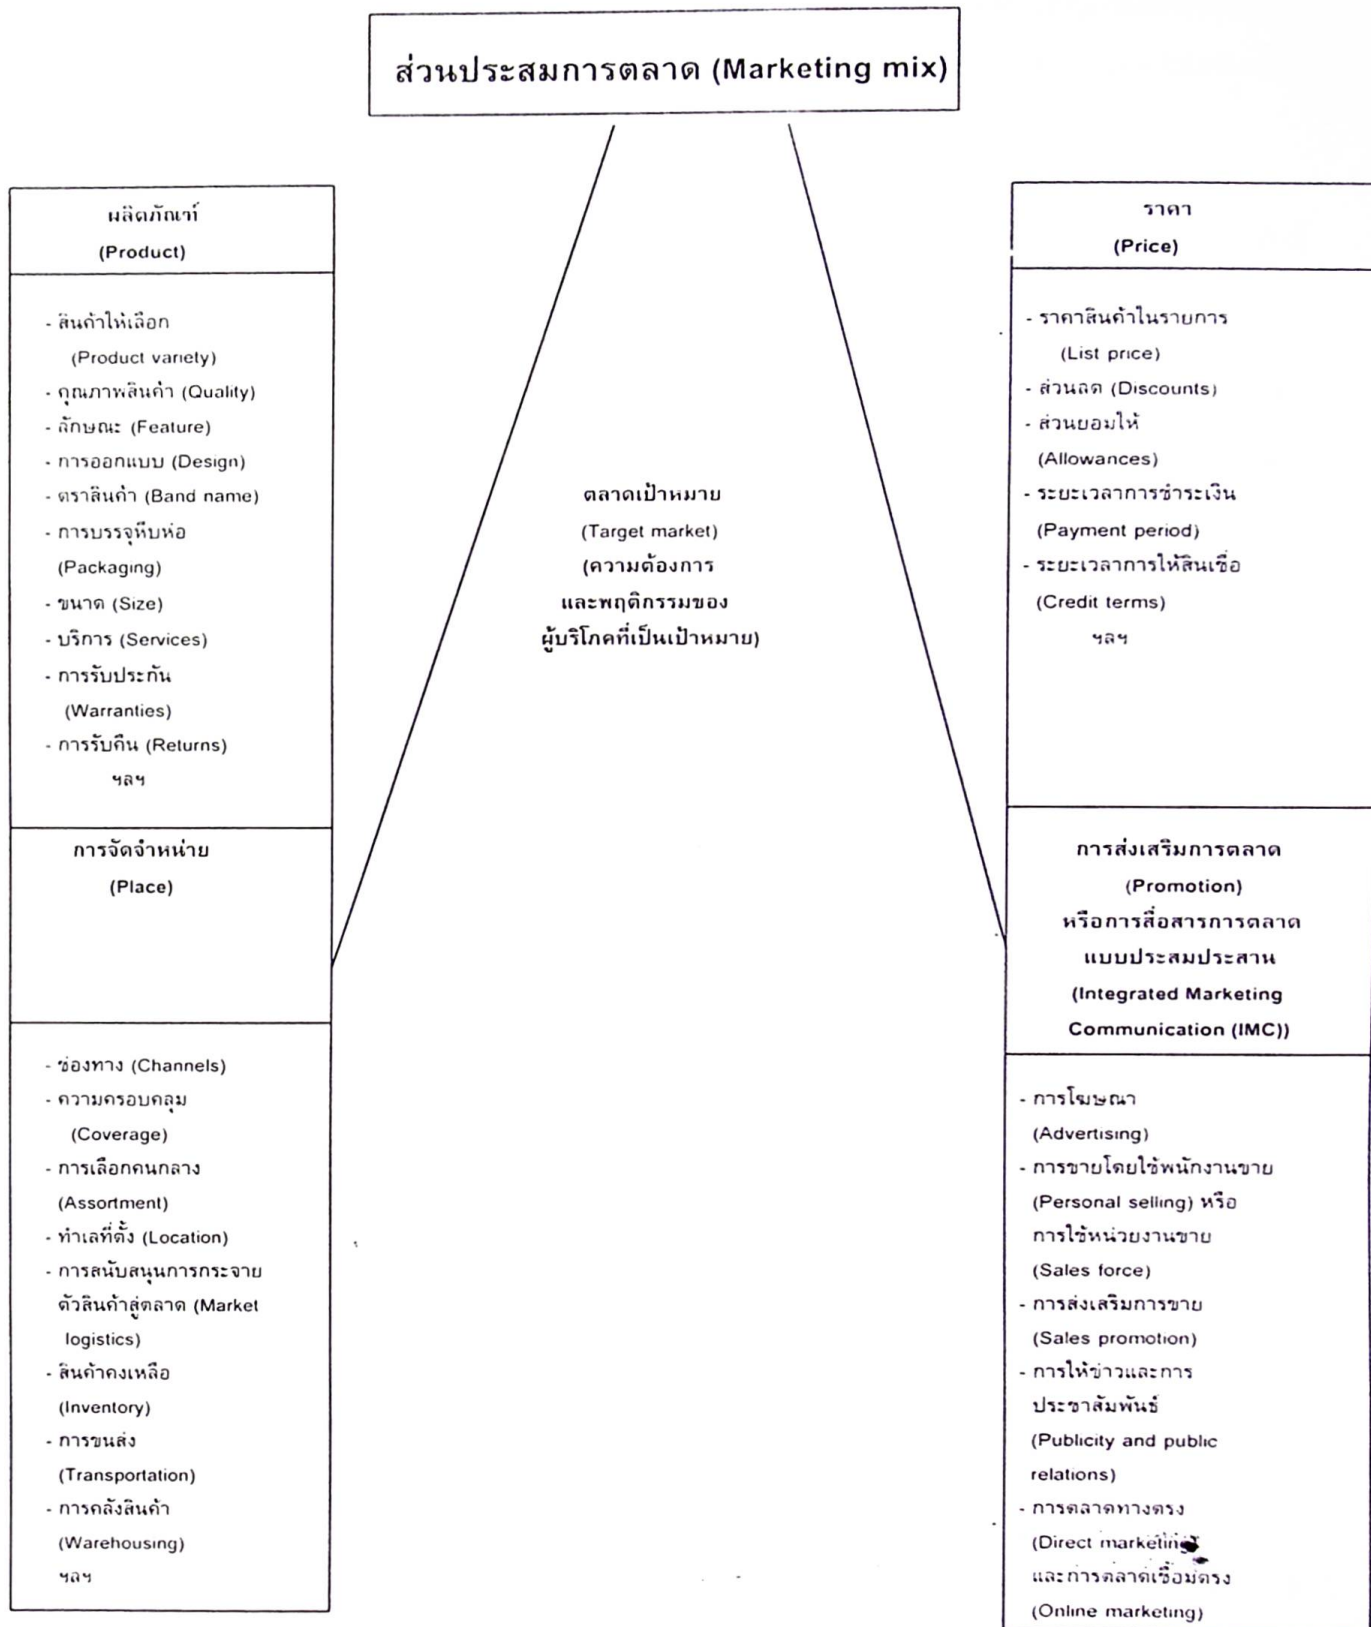 ส่วนประสมการตลาด (Marketing mix)
ผลิตภัณฑ์
(Product)
- สินค้าให้เลือก
(Product variety)
- คุณภาพสินค้า (Quality)
- ลักษณะ (Feature)
- การออกแบบ (Design)
- ตราสินค้า (Band name)
- การบรรจุหีบห่อ
(Packaging)
- ขนาด (Size)
- บริการ (Services)
- การรับประกัน
(Warranties)
- การรับคืน (Returns)
ฯลฯ
การจัดจำหน่าย
(Place)
- ช่องทาง (Channels)
- ความครอบคลุม
(Coverage)
- การเลือกคนกลาง
(Assortment)
- ทำเลที่ตั้ง (Location)
- การสนับสนุนการกระจาย
ตัวสินค้าสู่ตลาด (Market
logistics)
- สินค้าคงเหลือ
(Inventory)
- การขนส่ง
(Transportation)
- การคลังสินค้า
(Warehousing)
ฯลฯ
ตลาดเป้าหมาย
(Target market)
(ความต้องการ
และพฤติกรรมของ
ผู้บริโภคที่เป็นเป้าหมาย)
ราคา
(Price)
- ราคาสินค้าในรายการ
(List price)
- ส่วนลด (Discounts)
- ส่วนยอมให้
(Allowances)
- ระยะเวลาการชำระเงิน
(Payment period)
- ระยะเวลาการให้สินเชื่อ
(Credit terms)
ฯลฯ
การส่งเสริมการตลาด
(Promotion)
หรือการสื่อสารการตลาด
แบบประสมประสาน
(Integrated Marketing
Communication (IMC))
- การโฆษณา
(Advertising)
- การขายโดยใช้พนักงานขาย
(Personal selling) หรือ
การใช้หน่วยงานขาย
(Sales force)
- การส่งเสริมการขาย
(Sales promotion)
- การให้ข่าวและการ
ประชาสัมพันธ์
(Publicity and public
relations)
- การตลาดทางตรง
(Direct marketing)
และการตลาดเชื่อมตรง
(Online marketing)